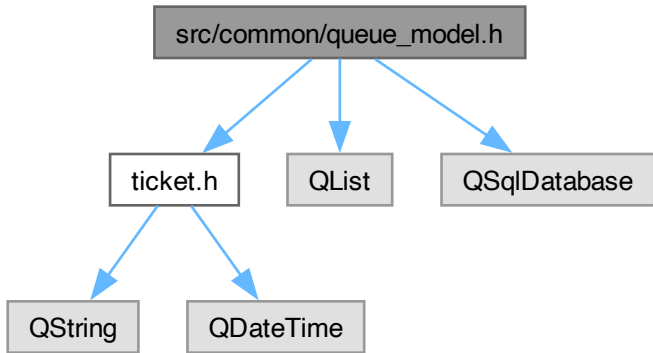 src/common/queue_model.h
ticket.h
QList
QSqlDatabase
QString
QDateTime